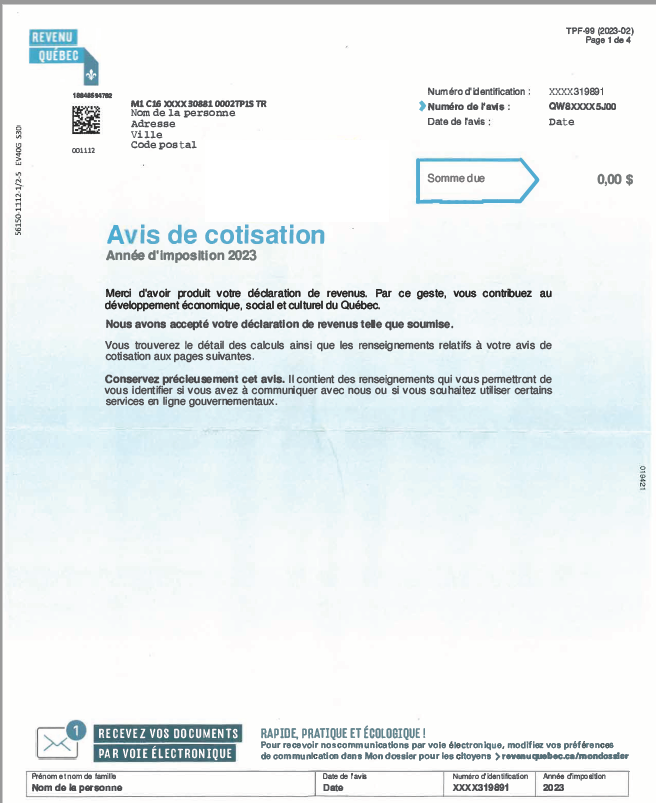 REVENU
QUÉBEC
TPF-99 (2023-02)
Page 1 de 4
M1 C16 XXXX 30881 0002TP1S TR
Nom de la personne
Adresse
Ville
Code postal
001112
Numéro d'identification : XXXX319891
Numéro de l'avis : QW8XXXX5J00
Date de l'avis : Date
56150-1112-1/2-5 EV40G S30
Somme due 0,00 $
Avis de cotisation
Année d'imposition 2023
Merci d'avoir produit votre déclaration de revenus. Par ce geste, vous contribuez au
développement économique, social et culturel du Québec.
Nous avons accepté votre déclaration de revenus telle que soumise.
Vous trouverez le détail des calculs ainsi que les renseignements relatifs à votre avis de
cotisation aux pages suivantes.
Conservez précieusement cet avis. Il contient des renseignements qui vous permettront de
vous identifier si vous avez à communiquer avec nous ou si vous souhaitez utiliser certains
services en ligne gouvernementaux.
019421
1
RECEVEZ VOS DOCUMENTS
PAR VOIE ÉLECTRONIQUE
RAPIDE, PRATIQUE ET ÉCOLOGIQUE !
Pour recevoir nos communications par voie électronique, modifiez vos préférences
de communication dans Mon dossier pour les citoyens > revenuquebec.ca/mondossier
Prénom et nom de famille
Nom de la personne
Date de l'avis
Date
Numéro d'identification
XXXX319891
Année d'imposition
2023